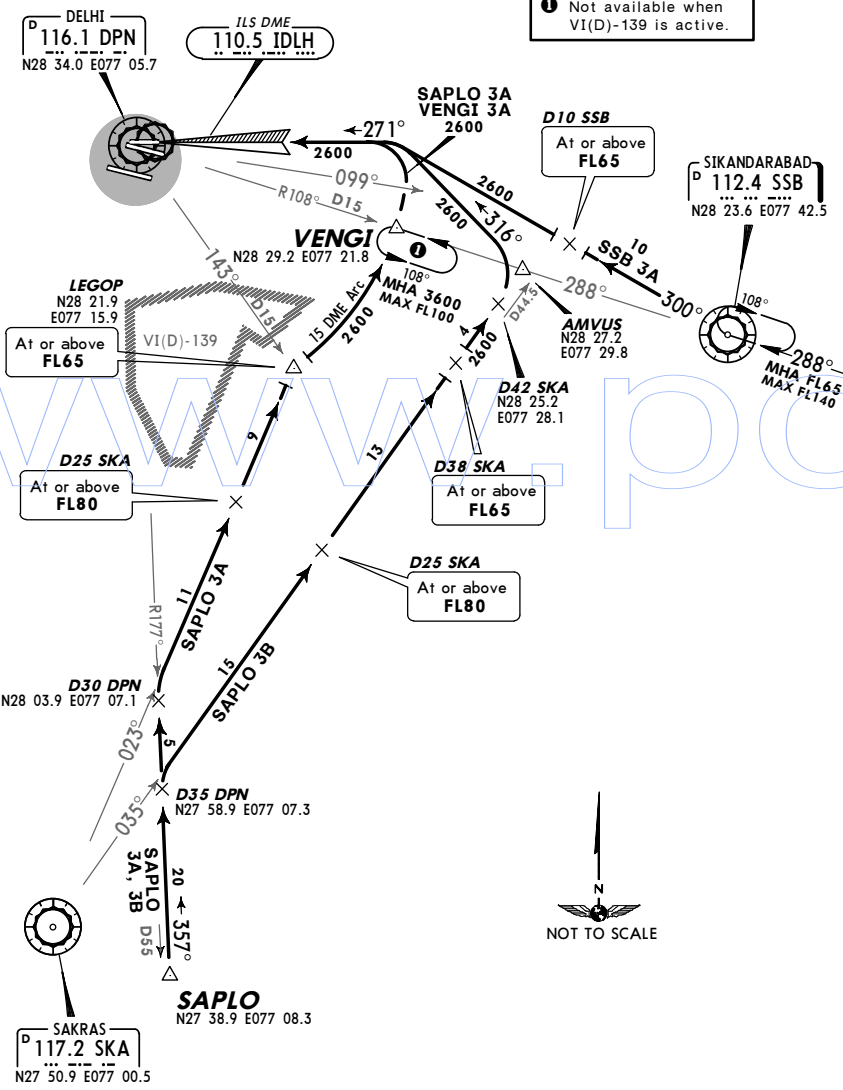 ❶ Not available when
VI(D)-139 is active.
DELHI
D 116.1 DPN
N28 34.0 E077 05.7
ILS DME
110.5 IDLH
SAPLO 3A
VENGI 3A
2600
271°
2600
D10 SSB
At or above
FL65
SIKANDARABAD
D 112.4 SSB
N28 23.6 E077 42.5
099°
R108° D15
2600
2600
316°
10
SSB 3A
300°
VENGI
N28 29.2 E077 21.8
❶
108°
MHA 3600
MAX FL100
288°
108°
288°
MHA FL65
MAX FL140
143°
D15
LEGOP
N28 21.9
E077 15.9
At or above
FL65
VI(D)-139
15 DME Arc
2600
D44.5
AMVUS
N28 27.2
E077 29.8
4
2600
D42 SKA
N28 25.2
E077 28.1
9
13
D25 SKA
At or above
FL80
D38 SKA
At or above
FL65
D25 SKA
At or above
FL80
www.po
11
SAPLO 3A
R177°
15
SAPLO 3B
D30 DPN
N28 03.9 E077 07.1
023°
5
035°
D35 DPN
N27 58.9 E077 07.3
SAPLO
3A, 3B
20
357°
D55
N
NOT TO SCALE
SAPLO
N27 38.9 E077 08.3
SAKRAS
D 117.2 SKA
N27 50.9 E077 00.5